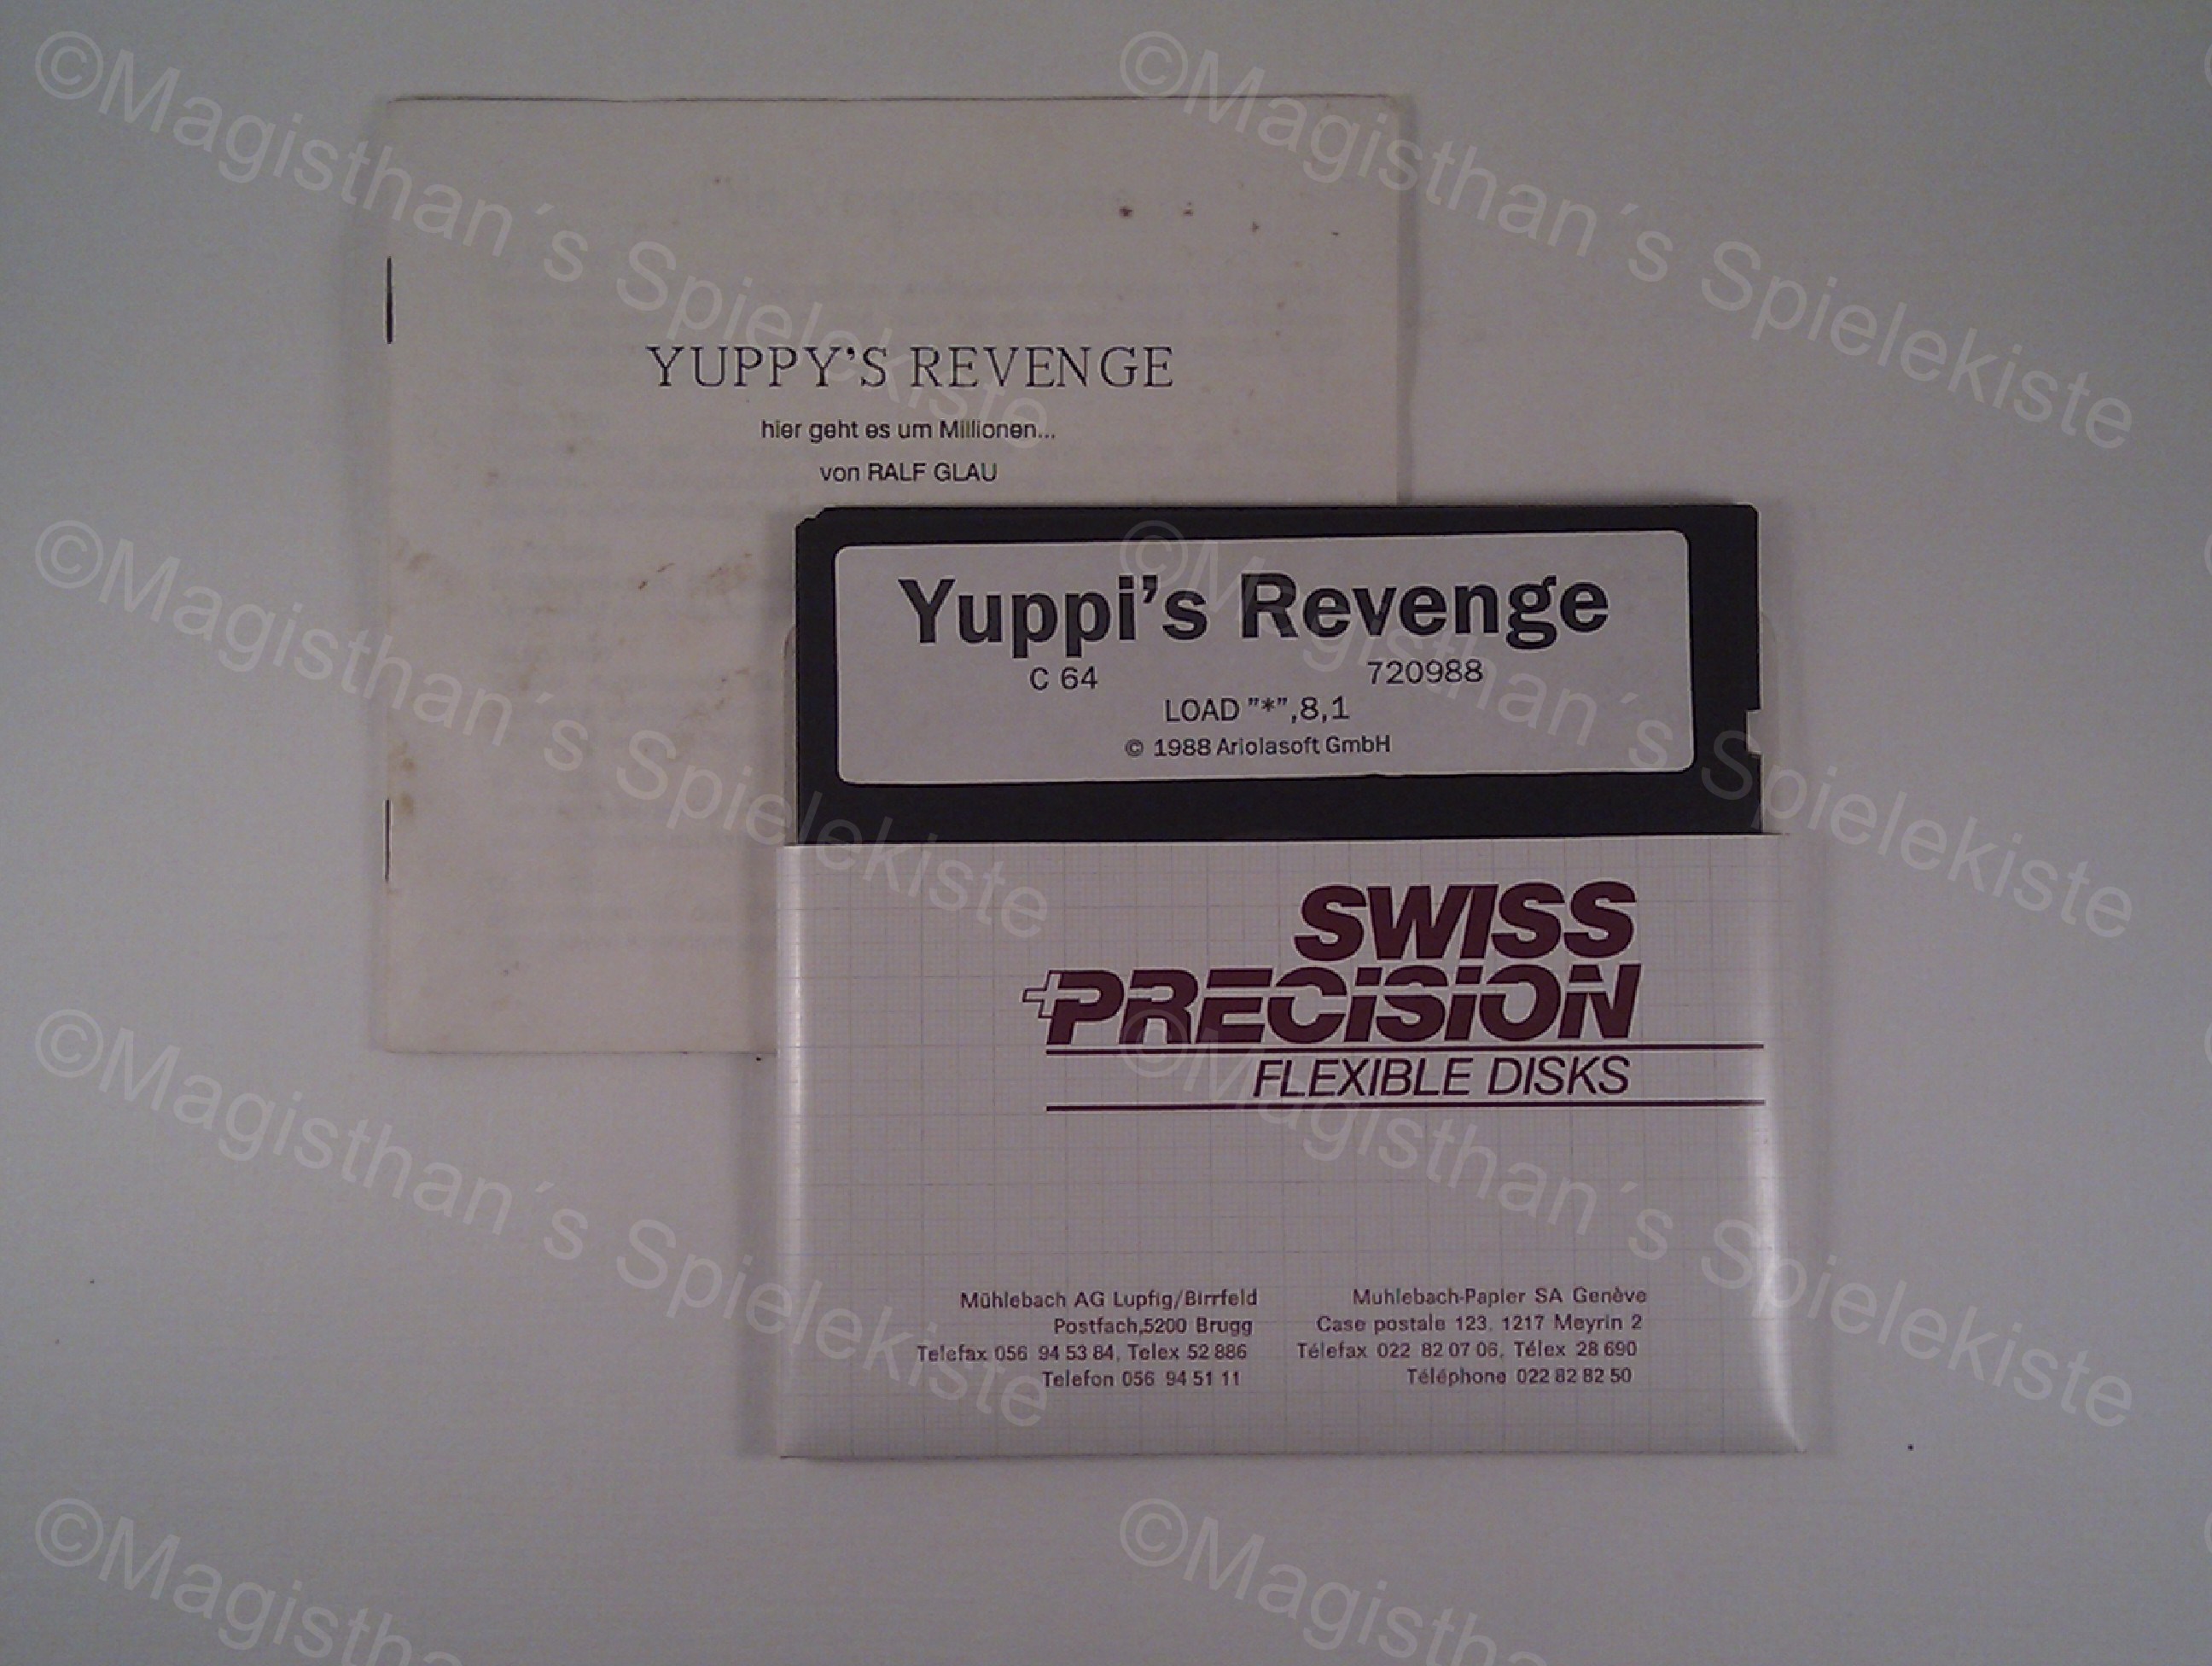 YUPPY'S REVENGE
hier geht es um Millionen...
von RALF GLAU
Yuppi's Revenge
C 64 720988
LOAD "*",8,1
© 1988 Ariolasoft GmbH
SWISS
PRECISION
FLEXIBLE DISKS
Mühlebach AG Lupfig/Birrfeld
Postfach,5200 Brugg
Telefax 056 94 53 84, Telex 52 886
Telefon 056 94 51 11
Muhlebach-Papier SA Genève
Case postale 123, 1217 Meyrin 2
Télefax 022 82 07 06, Télex 28 690
Téléphone 022 82 82 50
©Magisthan´s Spielekiste
©Magisthan´s Spielekiste
©Magisthan´s Spielekiste
©Magisthan´s Spielekiste
©Magisthan´s Spielekiste
©Magisthan´s Spielekiste
©Magistha
©Magistha